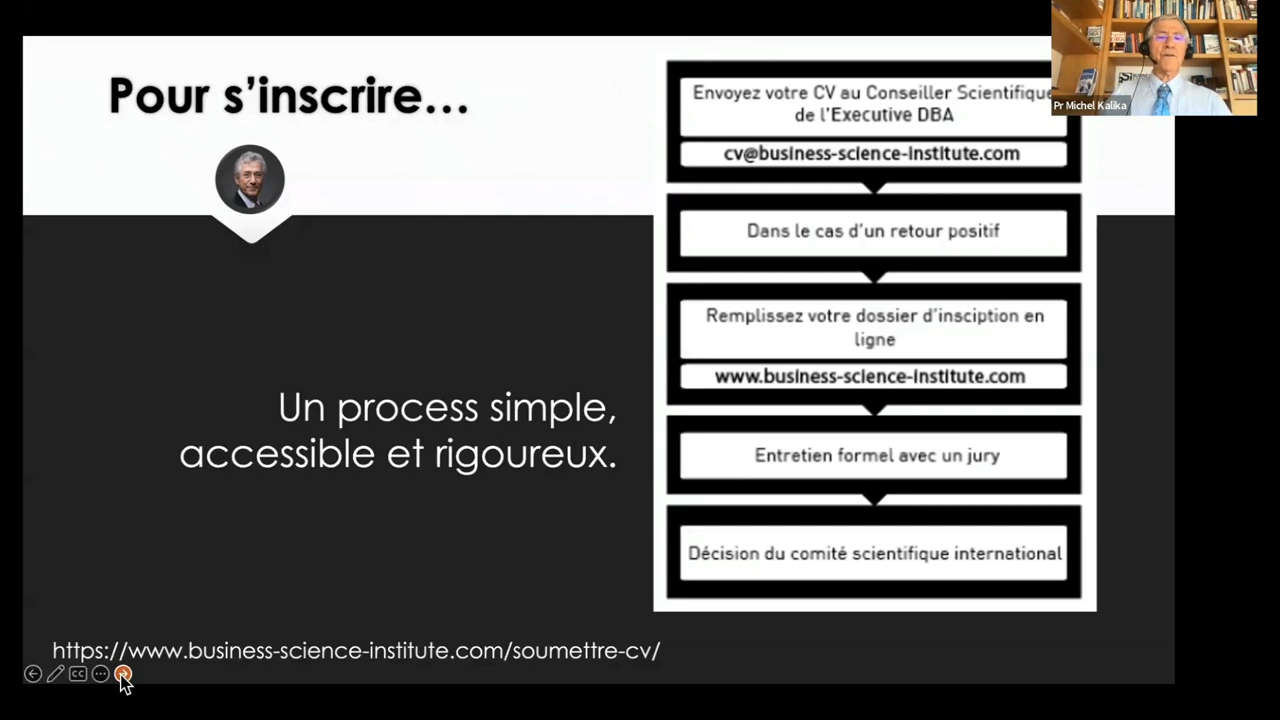 Pour s'inscrire...
Envoyez votre CV au Conseiller Scientifique
de l'Executive DBA
cv@business-science-institute.com
Dans le cas d'un retour positif
Remplissez votre dossier d'insciption en
ligne
www.business-science-institute.com
Entretien formel avec un jury
Décision du comité scientifique international
Un process simple,
accessible et rigoureux.
https://www.business-science-institute.com/soumettre-cv/
CC
Pr Michel Kalika